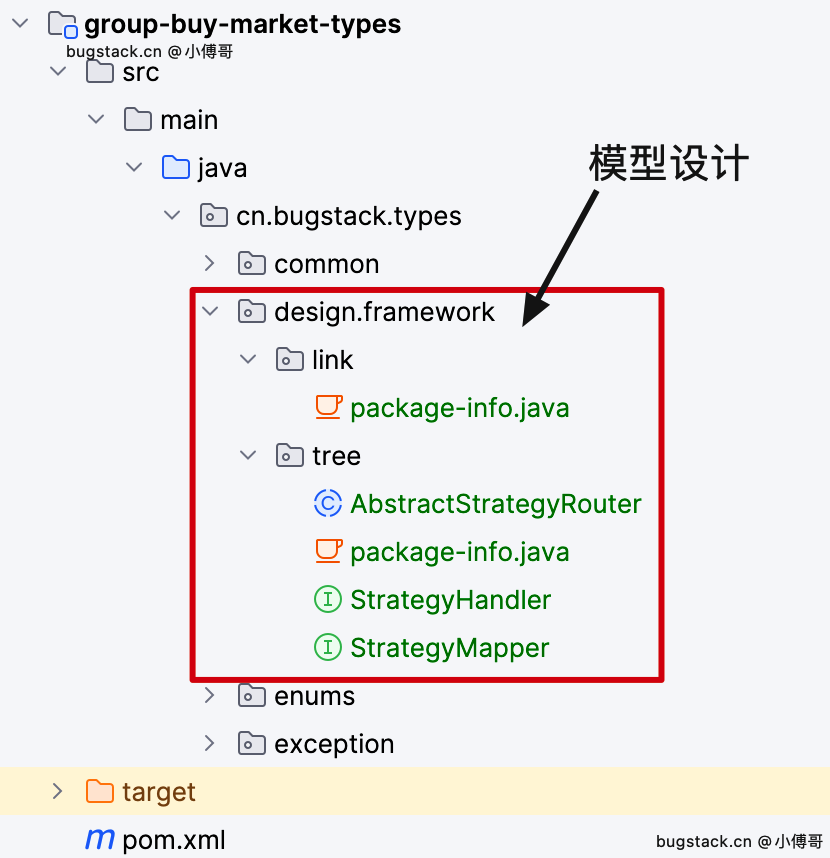 group-buy-market-types
bugstack.cn @小傅哥
src
main
java
模型设计
cn.bugstack.types
common
design.framework
link
package-info.java
tree
C AbstractStrategyRouter
package-info.java
I StrategyHandler
I StrategyMapper
enums
exception
target
m pom.xml
bugstack.cn @小傅哥